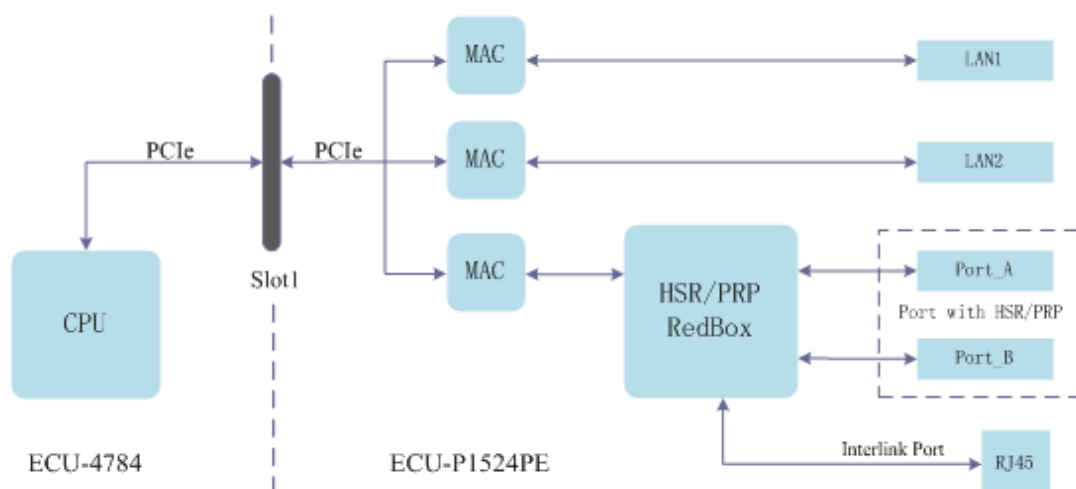 MAC
LAN1
PCIe
PCIe
MAC
LAN2
Slot1
MAC
CPU
HSR/PRP
RedBox
Port_A
Port with HSR/PRP
Port_B
ECU-4784
ECU-P1524PE
Interlink Port
RJ45